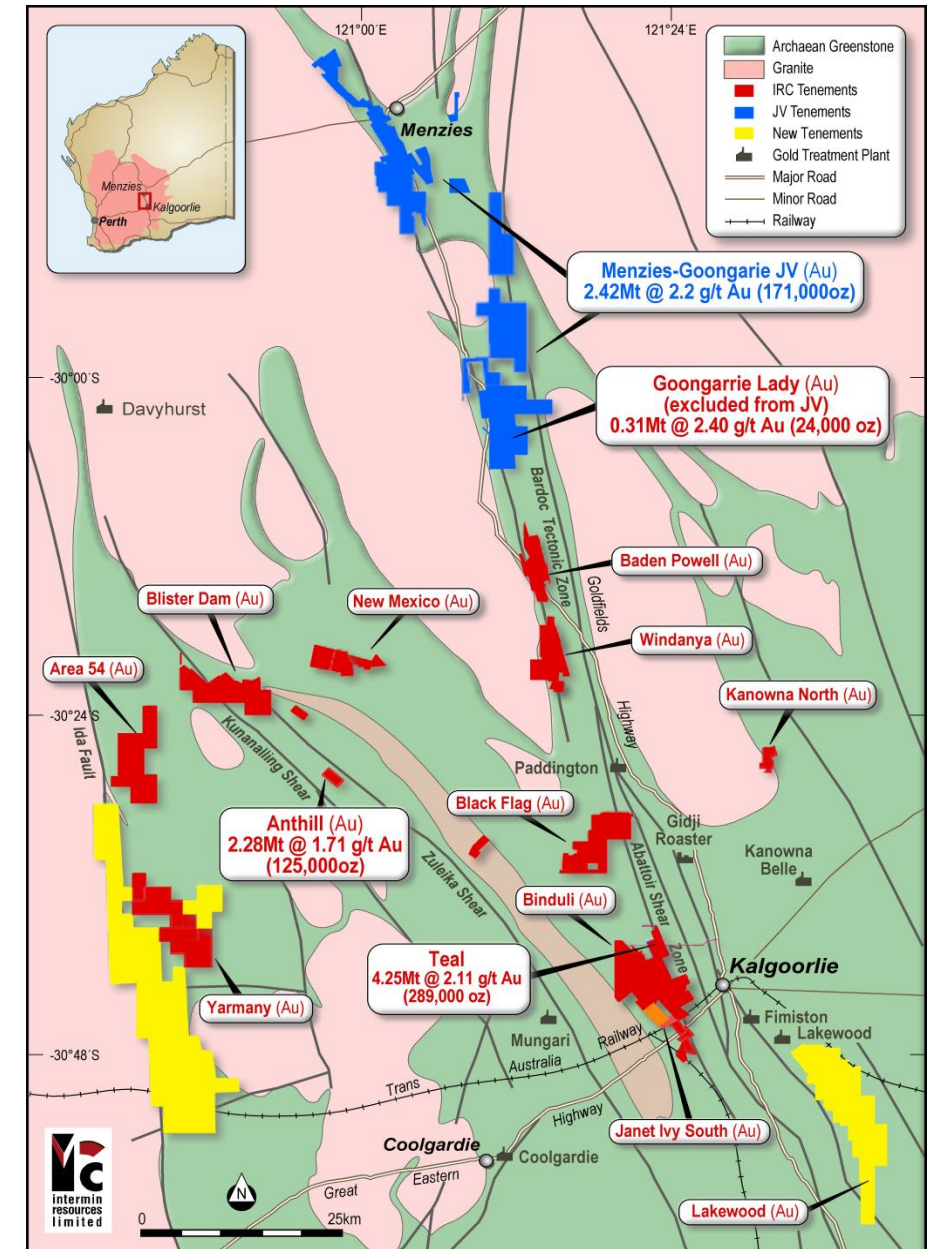 121°00´E
121°24´E
Archaean Greenstone
Granite
IRC Tenements
JV Tenements
New Tenements
Gold Treatment Plant
Major Road
Minor Road
Railway
Menzies
Kalgoorlie
Perth
Menzies
Menzies-Goongarie JV (Au)
2.42Mt @ 2.2 g/t Au (171,000oz)
-30°00´S
Davyhurst
Goongarrie Lady (Au)
(excluded from JV)
0.31Mt @ 2.40 g/t Au (24,000 oz)
Bardoc Tectonic Zone
Baden Powell (Au)
Goldfields
Highway
Blister Dam (Au)
New Mexico (Au)
Windanya (Au)
Area 54 (Au)
Kanowna North (Au)
-30°24´S
Ida Fault
Kunanalling Shear
Paddington
Black Flag (Au)
Anthill (Au)
2.28Mt @ 1.71 g/t Au
(125,000oz)
Gidji
Roaster
Kanowna
Belle
Zuleika Shear
Abattoir Shear
Zone
Binduli (Au)
Teal
4.25Mt @ 2.11 g/t Au
(289,000 oz)
Kalgoorlie
Yarmany (Au)
Mungari
Fimiston
Lakewood
-30°48´S
Trans
Australia
Railway
Janet Ivy South (Au)
Coolgardie
Coolgardie
Great
Eastern
Highway
Lakewood (Au)
intermin
resources
limited
N
0
25km